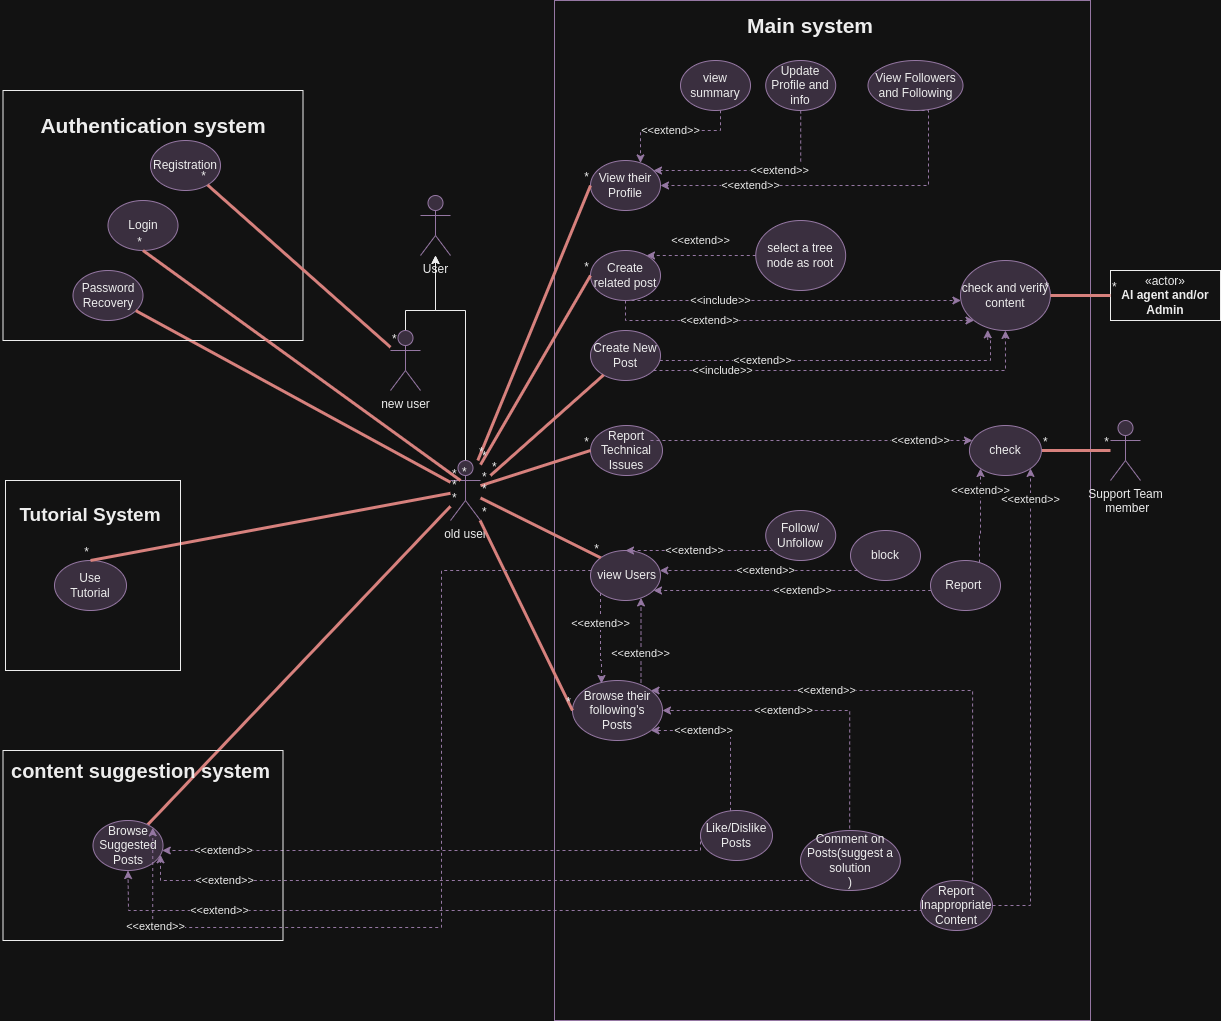 Main system
view
summary
Update
Profile and
info
View Followers
and Following
<<extend>>
<<extend>>
<<extend>>
*
View their
Profile
Authentication system
Registration
*
Login
*
Password
Recovery
User
*
new user
<<extend>>
select a tree
node as root
*
Create
related post
<<include>>
<<extend>>
check and verify
content
*
*
«actor»
AI agent and/or
Admin
Create New
Post
<<extend>>
<<include>>
*
Report
Technical
Issues
<<extend>>
check
*
*
Support Team
member
<<extend>>
<<extend>>
*
*
*
*
*
*
*
*
*
*
old user
Tutorial System
*
Use
Tutorial
Follow/
Unfollow
block
Report
*
<<extend>>
view Users
<<extend>>
<<extend>>
<<extend>>
<<extend>>
*
Browse their
following's
Posts
<<extend>>
<<extend>>
<<extend>>
content suggestion system
Browse
Suggested
Posts
<<extend>>
<<extend>>
<<extend>>
<<extend>>
Like/Dislike
Posts
Comment on
Posts(suggest a
solution
)
Report
Inappropriate
Content